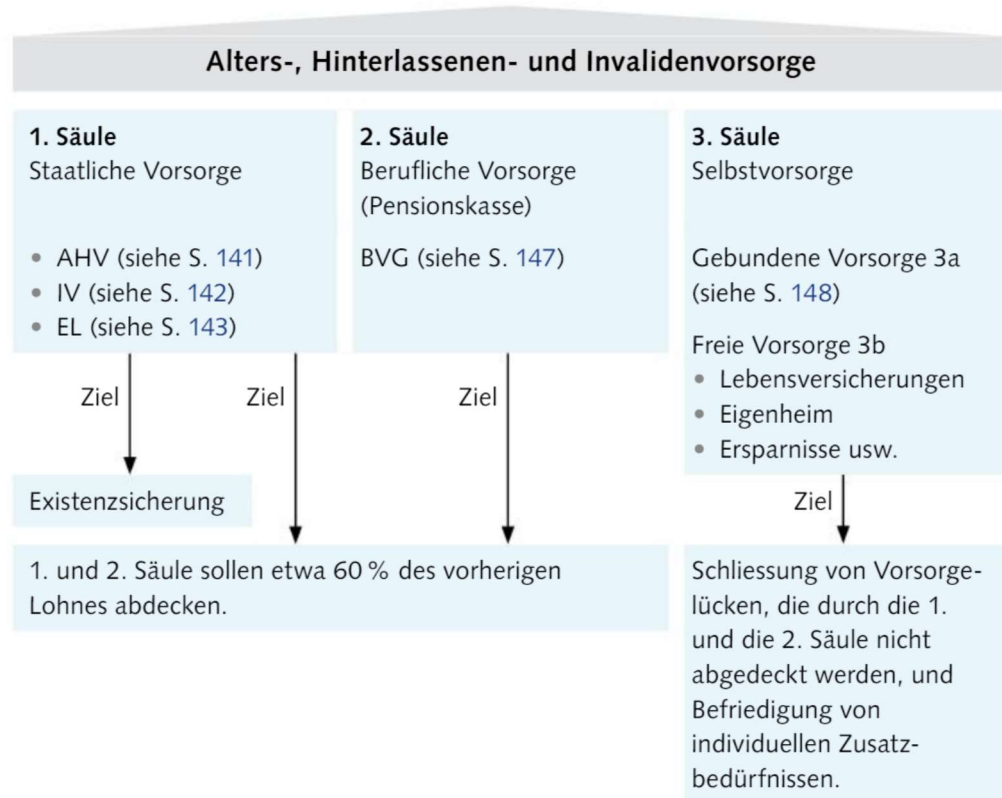 Alters-, Hinterlassenen- und Invalidenvorsorge
1. Säule
Staatliche Vorsorge
• AHV (siehe S. 141)
• IV (siehe S. 142)
• EL (siehe S. 143)
2. Säule
Berufliche Vorsorge
(Pensionskasse)
BVG (siehe S. 147)
3. Säule
Selbstvorsorge
Gebundene Vorsorge 3a
(siehe S. 148)
Freie Vorsorge 3b
• Lebensversicherungen
• Eigenheim
• Ersparnisse usw.
Ziel
Ziel
Ziel
Existenzsicherung
Ziel
1. und 2. Säule sollen etwa 60 % des vorherigen
Lohnes abdecken.
Schliessung von Vorsorge-
lücken, die durch die 1.
und die 2. Säule nicht
abgedeckt werden, und
Befriedigung von
individuellen Zusatz-
bedürfnissen.